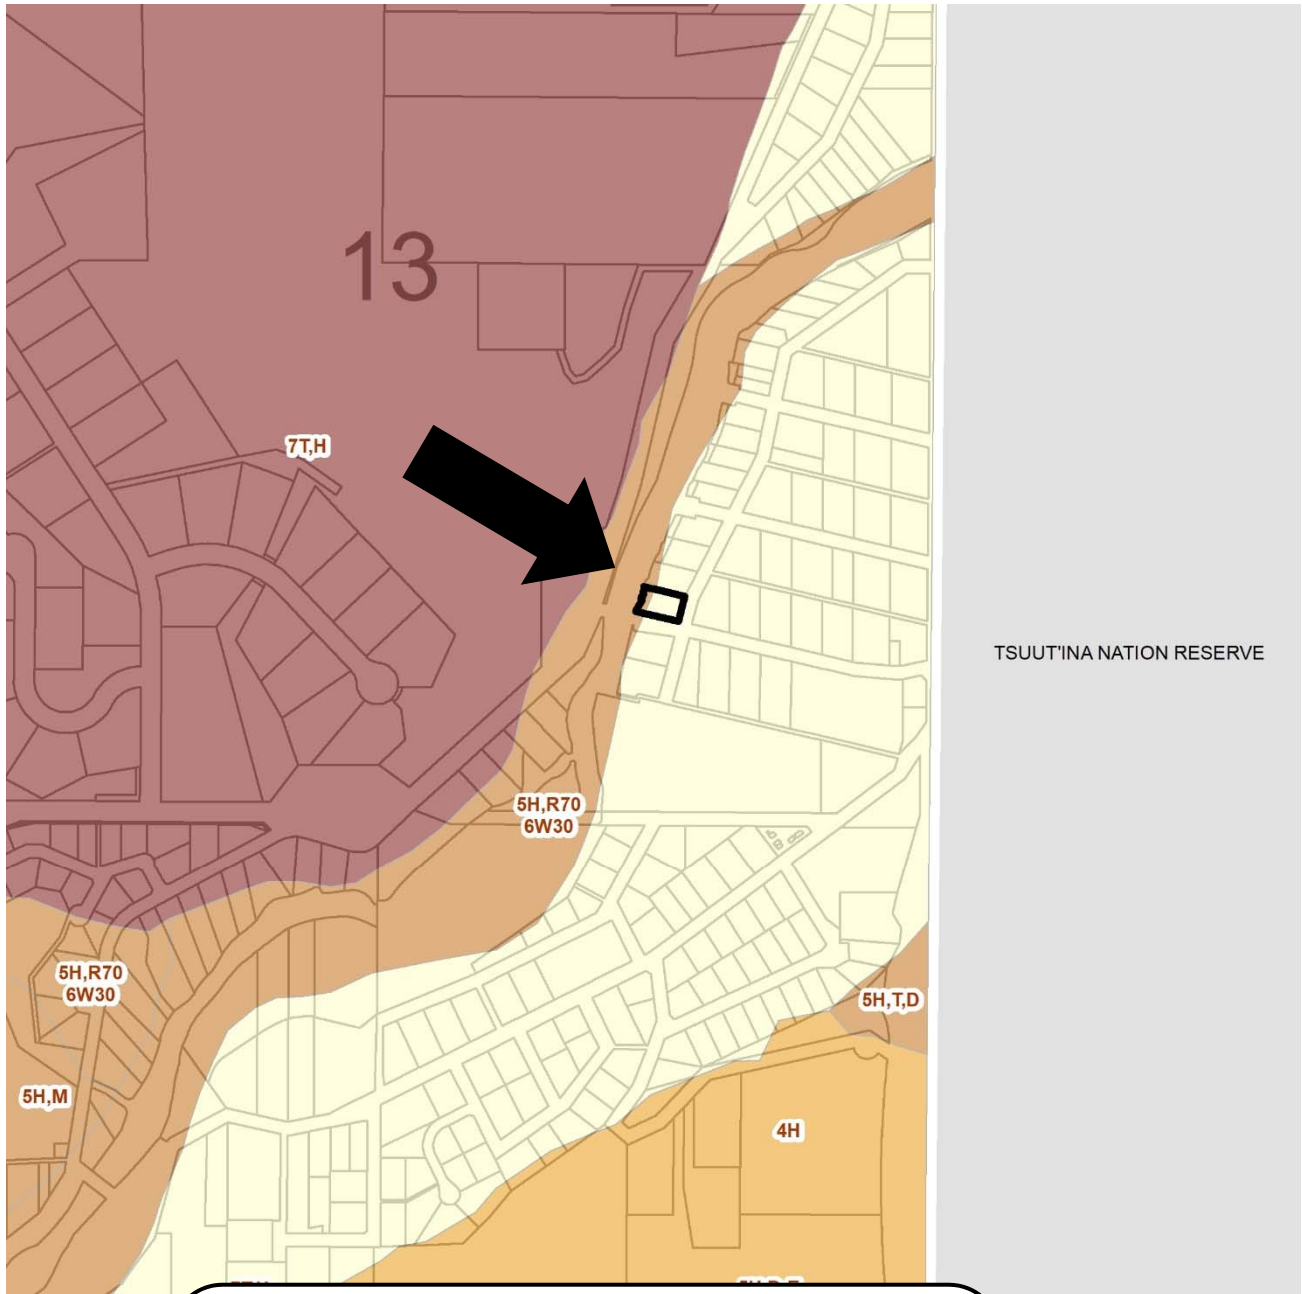 13
7T,H
TSUUT'INA NATION RESERVE
5H,R70
6W30
5H,R70
6W30
5H,T,D
5H,M
4H